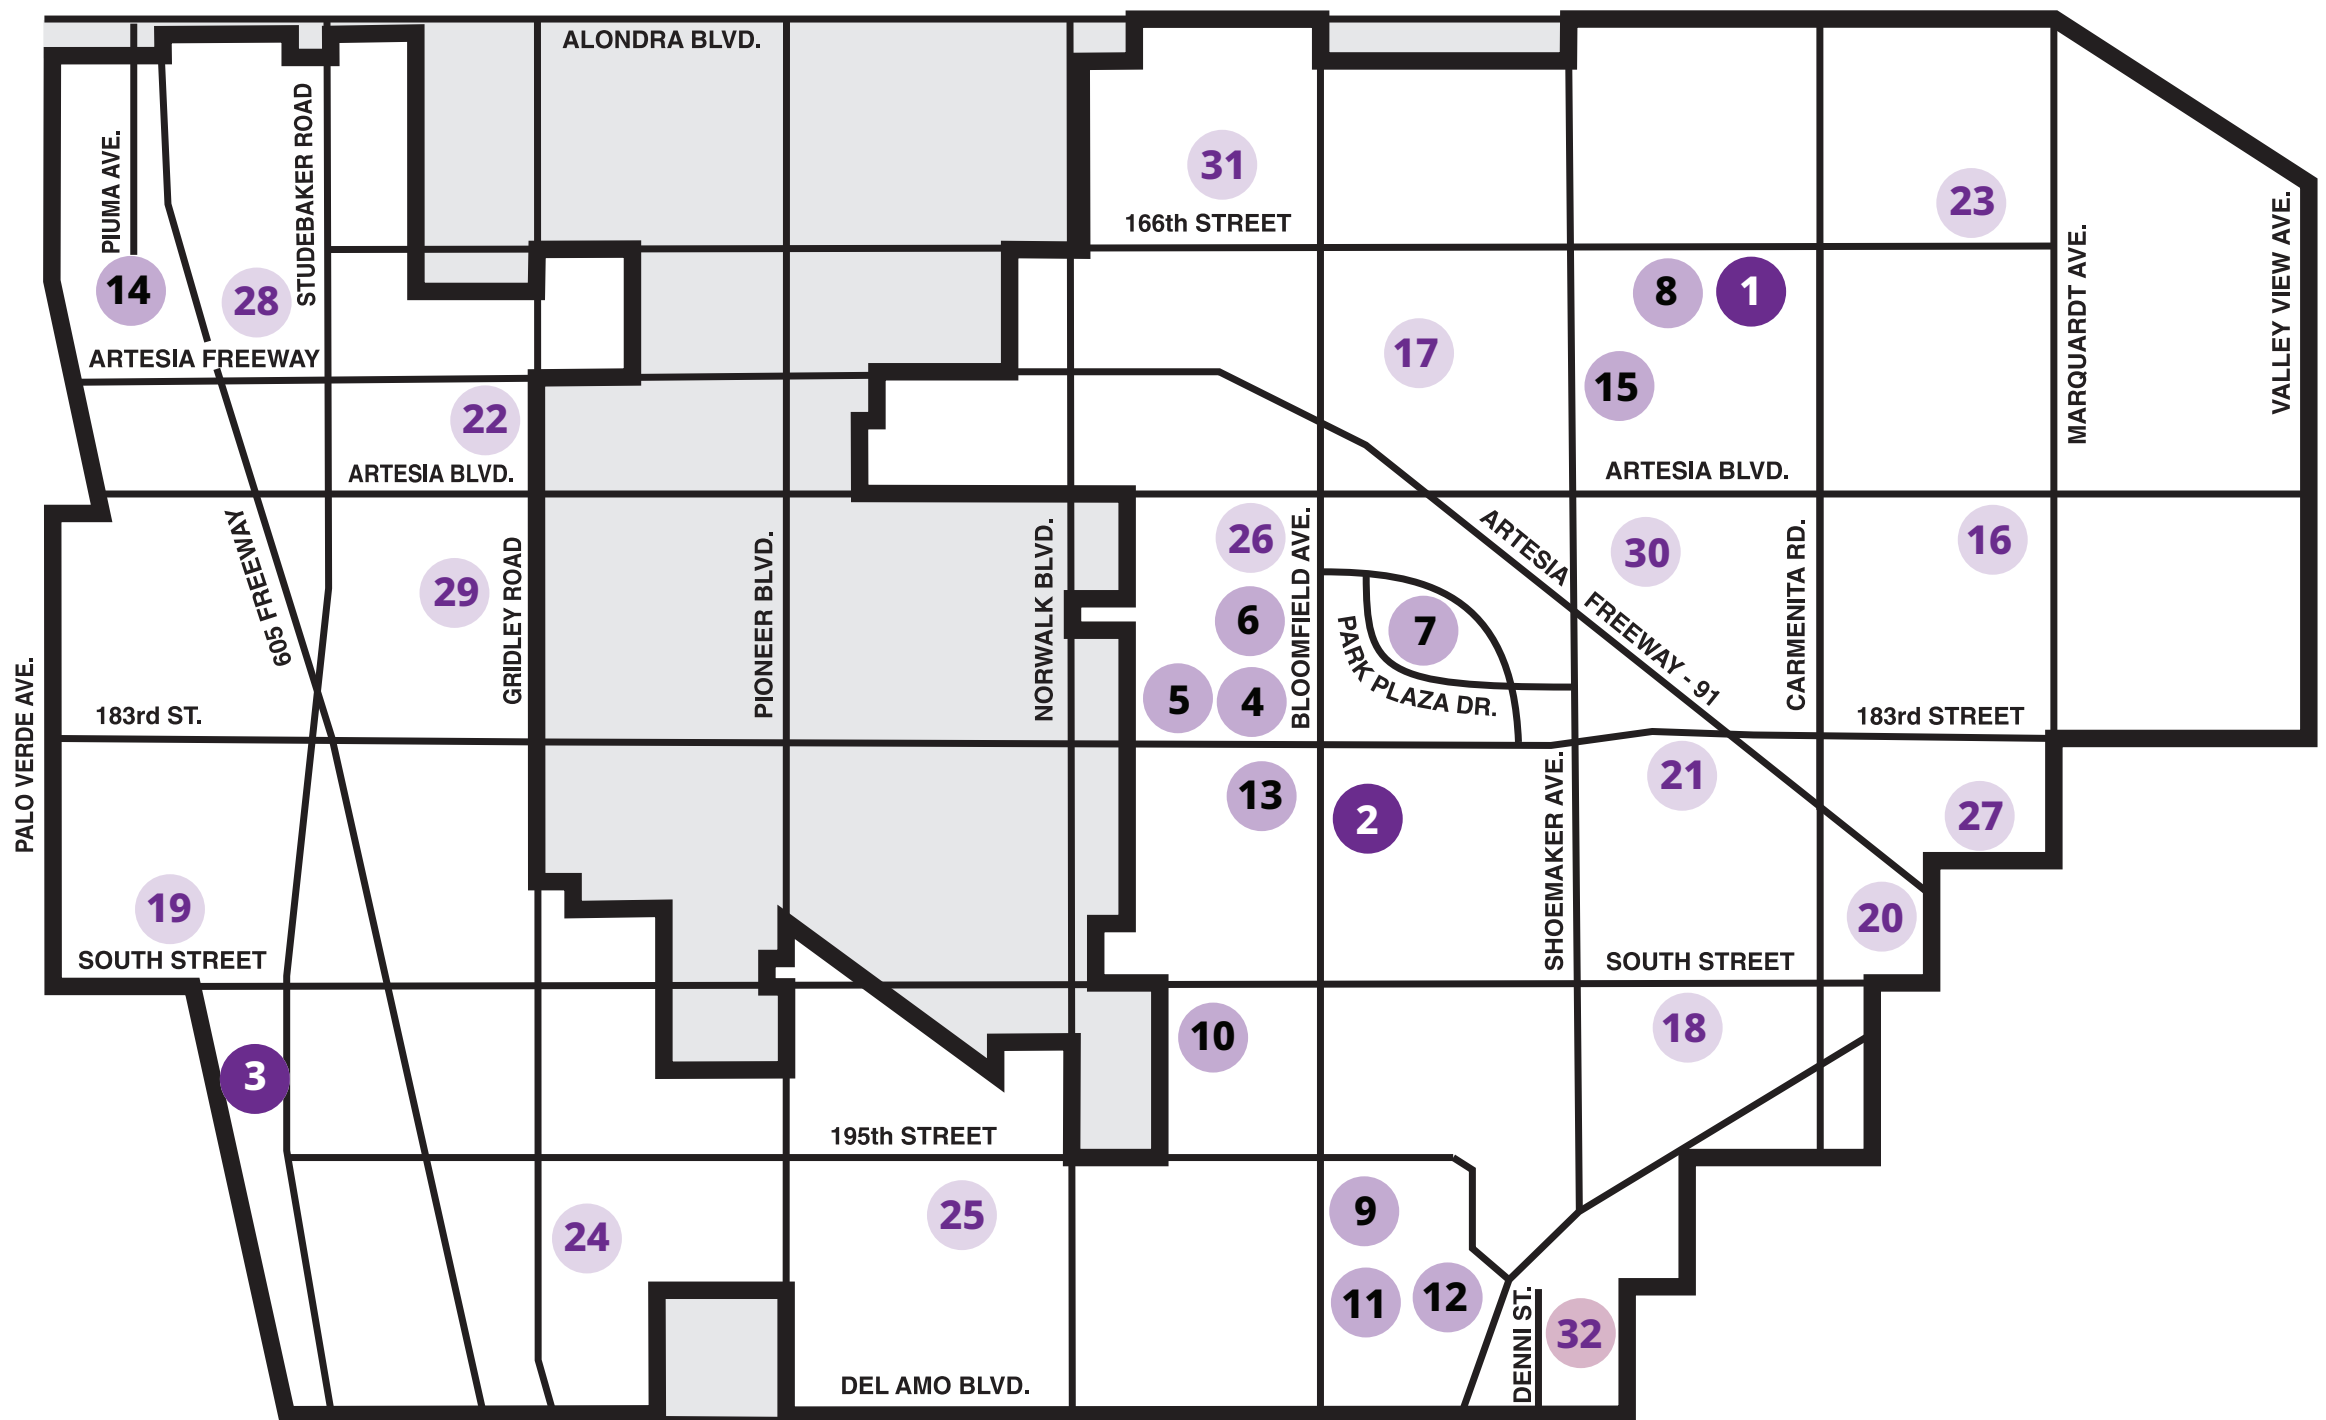 ALONDRA BLVD.
PIUMA AVE.
STUDEBAKER ROAD
31
166th STREET
23
14
28
8
1
MARQUARDT AVE.
VALLEY VIEW AVE.
ARTESIA FREEWAY
17
15
22
ARTESIA BLVD.
ARTESIA BLVD.
605 FREEWAY
29
GRIDLEY ROAD
PIONEER BLVD.
NORWALK BLVD.
26
BLOOMFIELD AVE.
ARTESIA FREEWAY - 91
30
CARMENITA RD.
16
6
7
PARK PLAZA DR.
5
4
PALO VERDE AVE.
183rd ST.
183rd STREET
13
2
SHOEMAKER AVE.
21
27
19
20
SOUTH STREET
SOUTH STREET
3
10
18
195th STREET
24
25
9
11
12
DENNI ST.
32
DEL AMO BLVD.